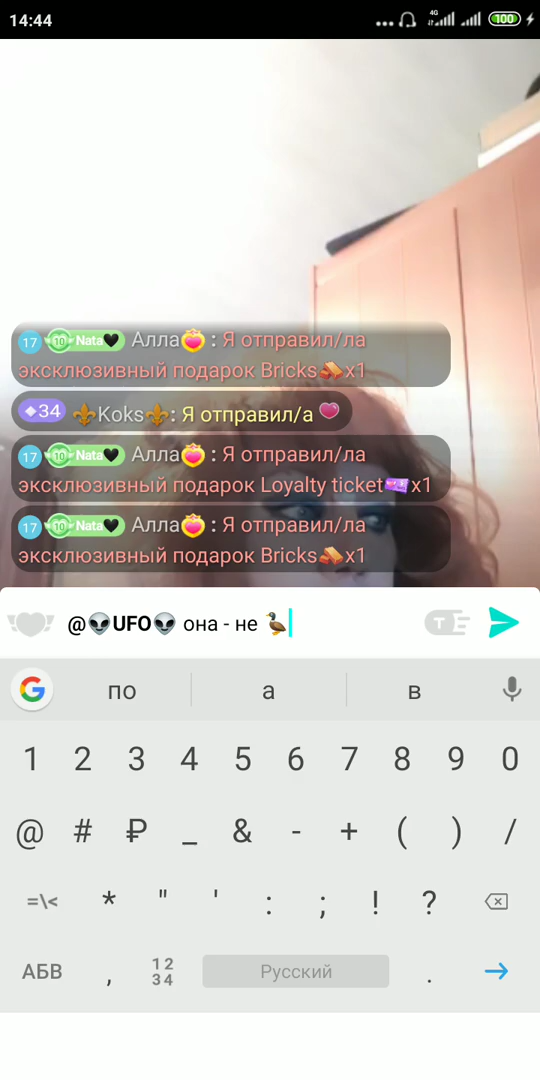 14:44
4G
100
17 10 Nata🖤 Алла😍 : Я отправил/ла
эксклюзивный подарок Bricks🧱x1
34 ⚜Koks⚜: Я отправил/а 💗
17 10 Nata🖤 Алла😍 : Я отправил/ла
эксклюзивный подарок Loyalty ticket🎫x1
17 10 Nata🖤 Алла😍 : Я отправил/ла
эксклюзивный подарок Bricks🧱x1
@👽UFO👽 она - не 🦆
T
G
по а в
1 2 3 4 5 6 7 8 9 0
@ # ₽ _ & - + ( ) /
=\< * " ' : ; ! ?
АБВ , 12 34 Русский .